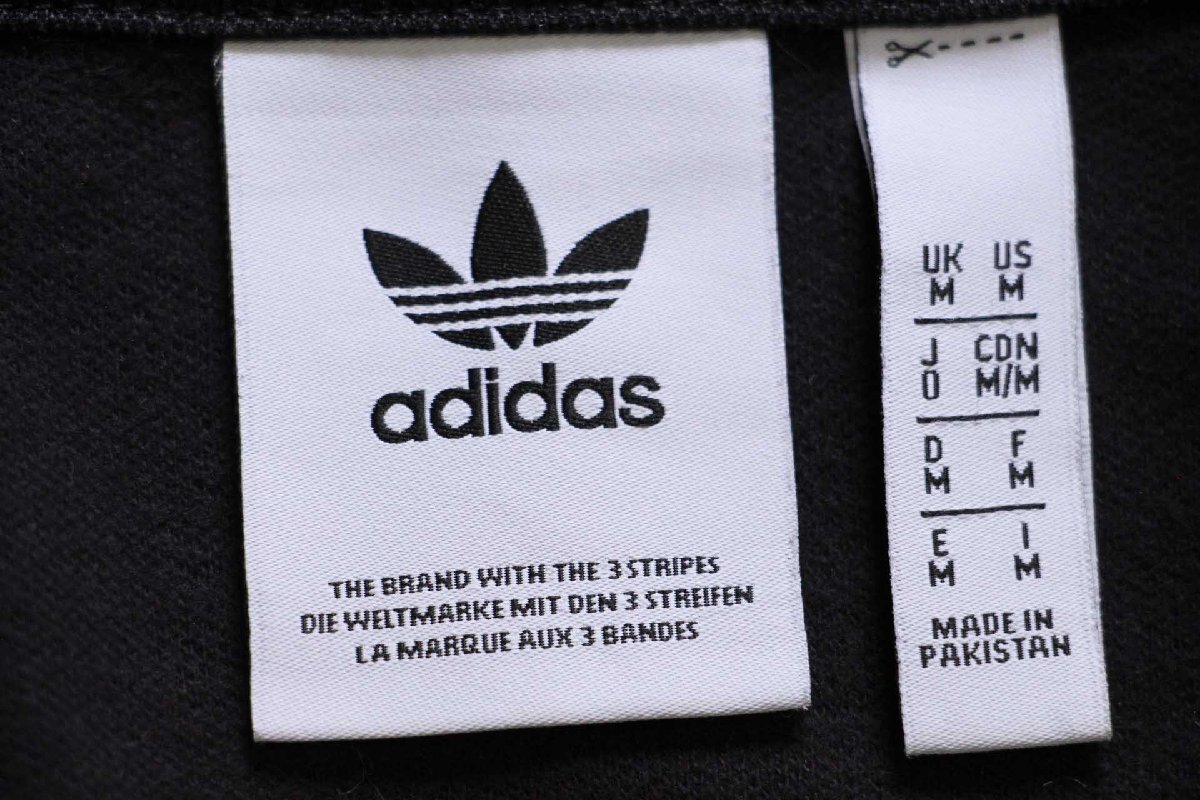 adidas
THE BRAND WITH THE 3 STRIPES
DIE WELTMARKE MIT DEN 3 STREIFEN
LA MARQUE AUX 3 BANDES
UK US
M M
J CDN
O M/M
D F
M M
E I
M M
MADE IN
PAKISTAN